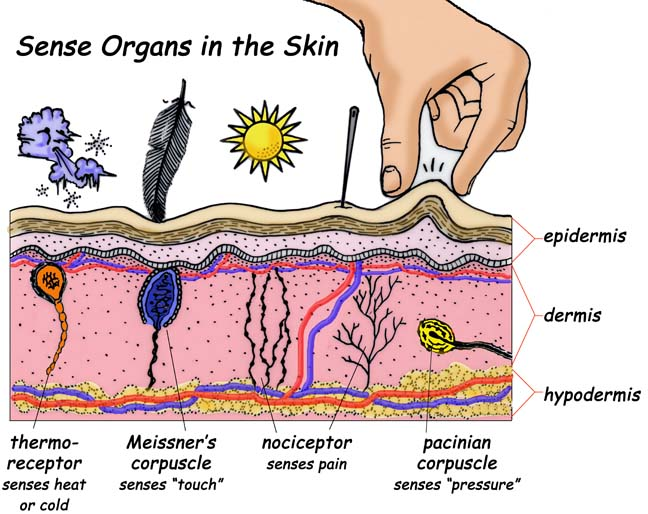 Sense Organs in the Skin
epidermis
dermis
hypodermis
thermo-
receptor
senses heat
or cold
Meissner's
corpuscle
senses "touch"
nociceptor
senses pain
pacinian
corpuscle
senses "pressure"